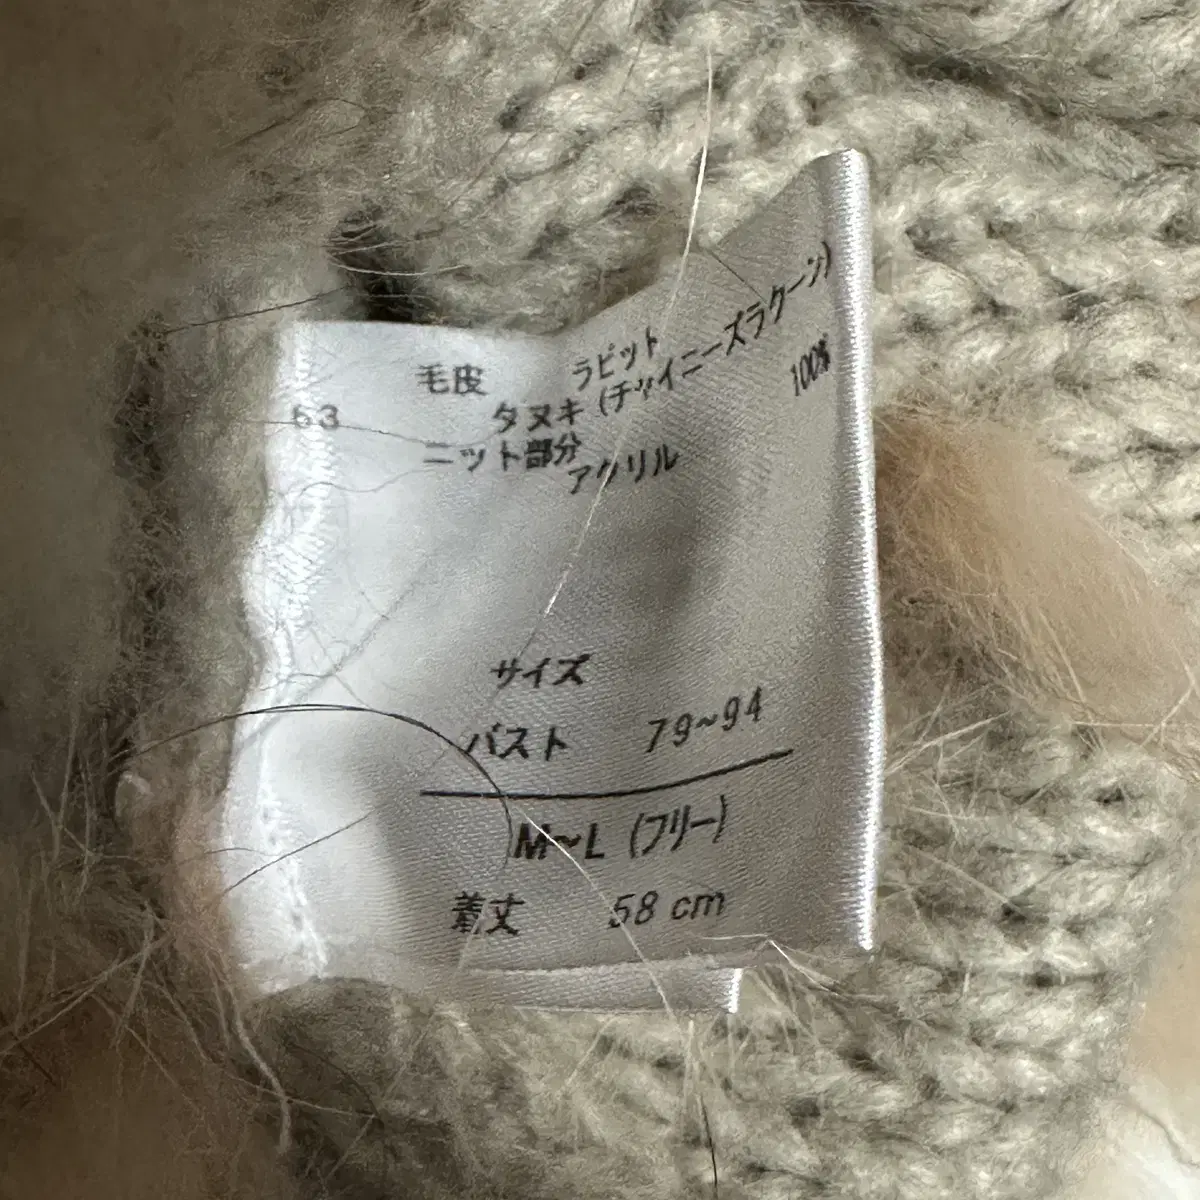 毛皮 ラビット
63 タヌキ (チャイニーズラクーン)
ニット部分
アクリル 100%
サイズ
バスト 79~94
M~L (フリー)
着丈 58 cm